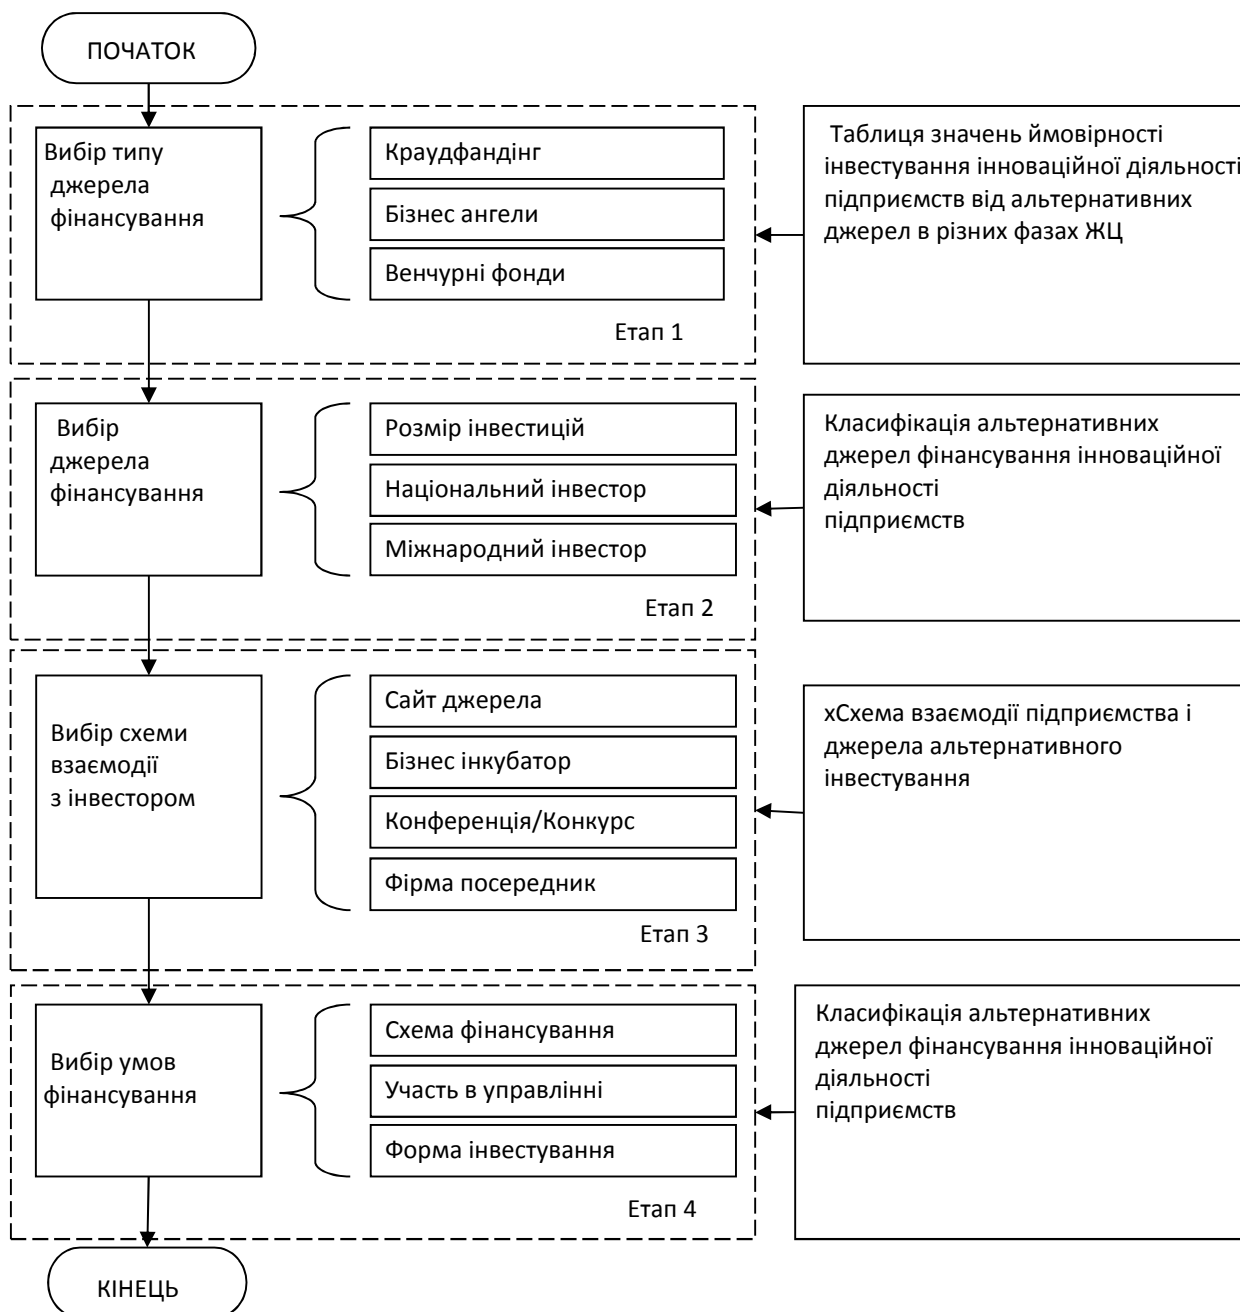 ПОЧАТОК
Вибір типу
джерела
фінансування
Краудфандінг
Бізнес ангели
Венчурні фонди
Етап 1
Таблиця значень ймовірності
інвестування інноваційної діяльності
підприємств від альтернативних
джерел в різних фазах ЖЦ
Вибір
джерела
фінансування
Розмір інвестицій
Національний інвестор
Міжнародний інвестор
Етап 2
Класифікація альтернативних
джерел фінансування інноваційної
діяльності
підприємств
Вибір схеми
взаємодії
з інвестором
Сайт джерела
Бізнес інкубатор
Конференція/Конкурс
Фірма посередник
Етап 3
хСхема взаємодії підприємства і
джерела альтернативного
інвестування
Вибір умов
фінансування
Схема фінансування
Участь в управлінні
Форма інвестування
Етап 4
Класифікація альтернативних
джерел фінансування інноваційної
діяльності
підприємств
КІНЕЦЬ